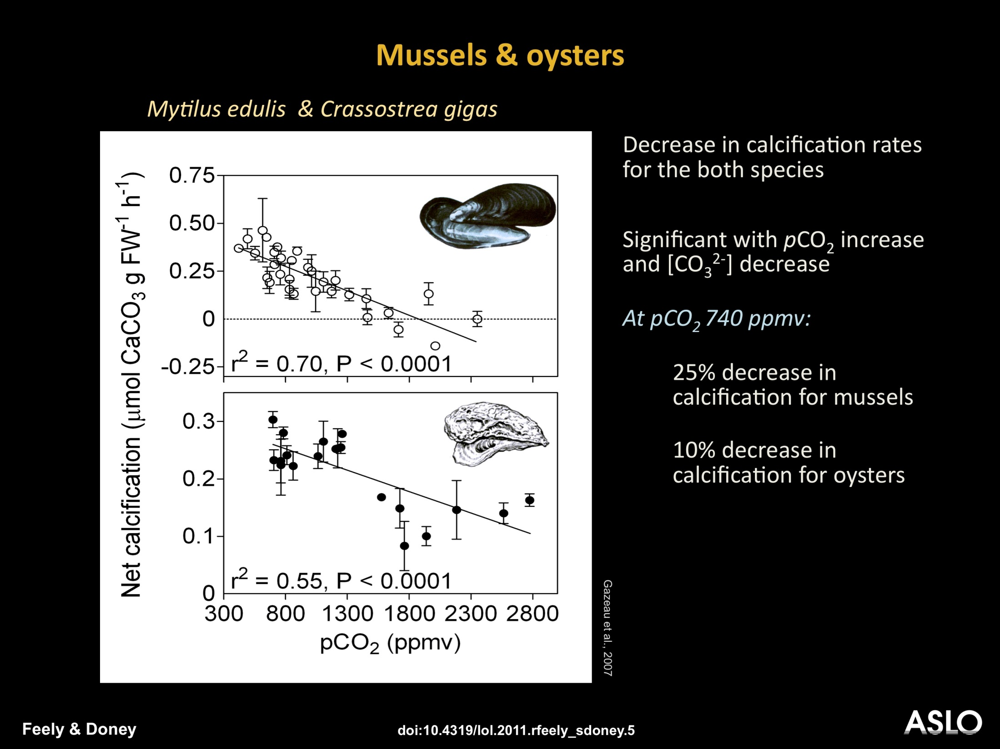 Mussels & oysters
Mytilus edulis & Crassostrea gigas
Net calcification (μmol CaCO₃ g FW⁻¹ h⁻¹)
0.75
0.50
0.25
0
-0.25
r² = 0.70, P < 0.0001
0.3
0.2
0.1
0
r² = 0.55, P < 0.0001
300 800 1300 1800 2300 2800
pCO₂ (ppmv)
Gazeau et al., 2007
Decrease in calcification rates
for the both species
Significant with pCO₂ increase
and [CO₃²⁻] decrease
At pCO₂ 740 ppmv:
25% decrease in
calcification for mussels
10% decrease in
calcification for oysters
Feely & Doney
doi:10.4319/lol.2011.rfeely_sdoney.5
ASLO